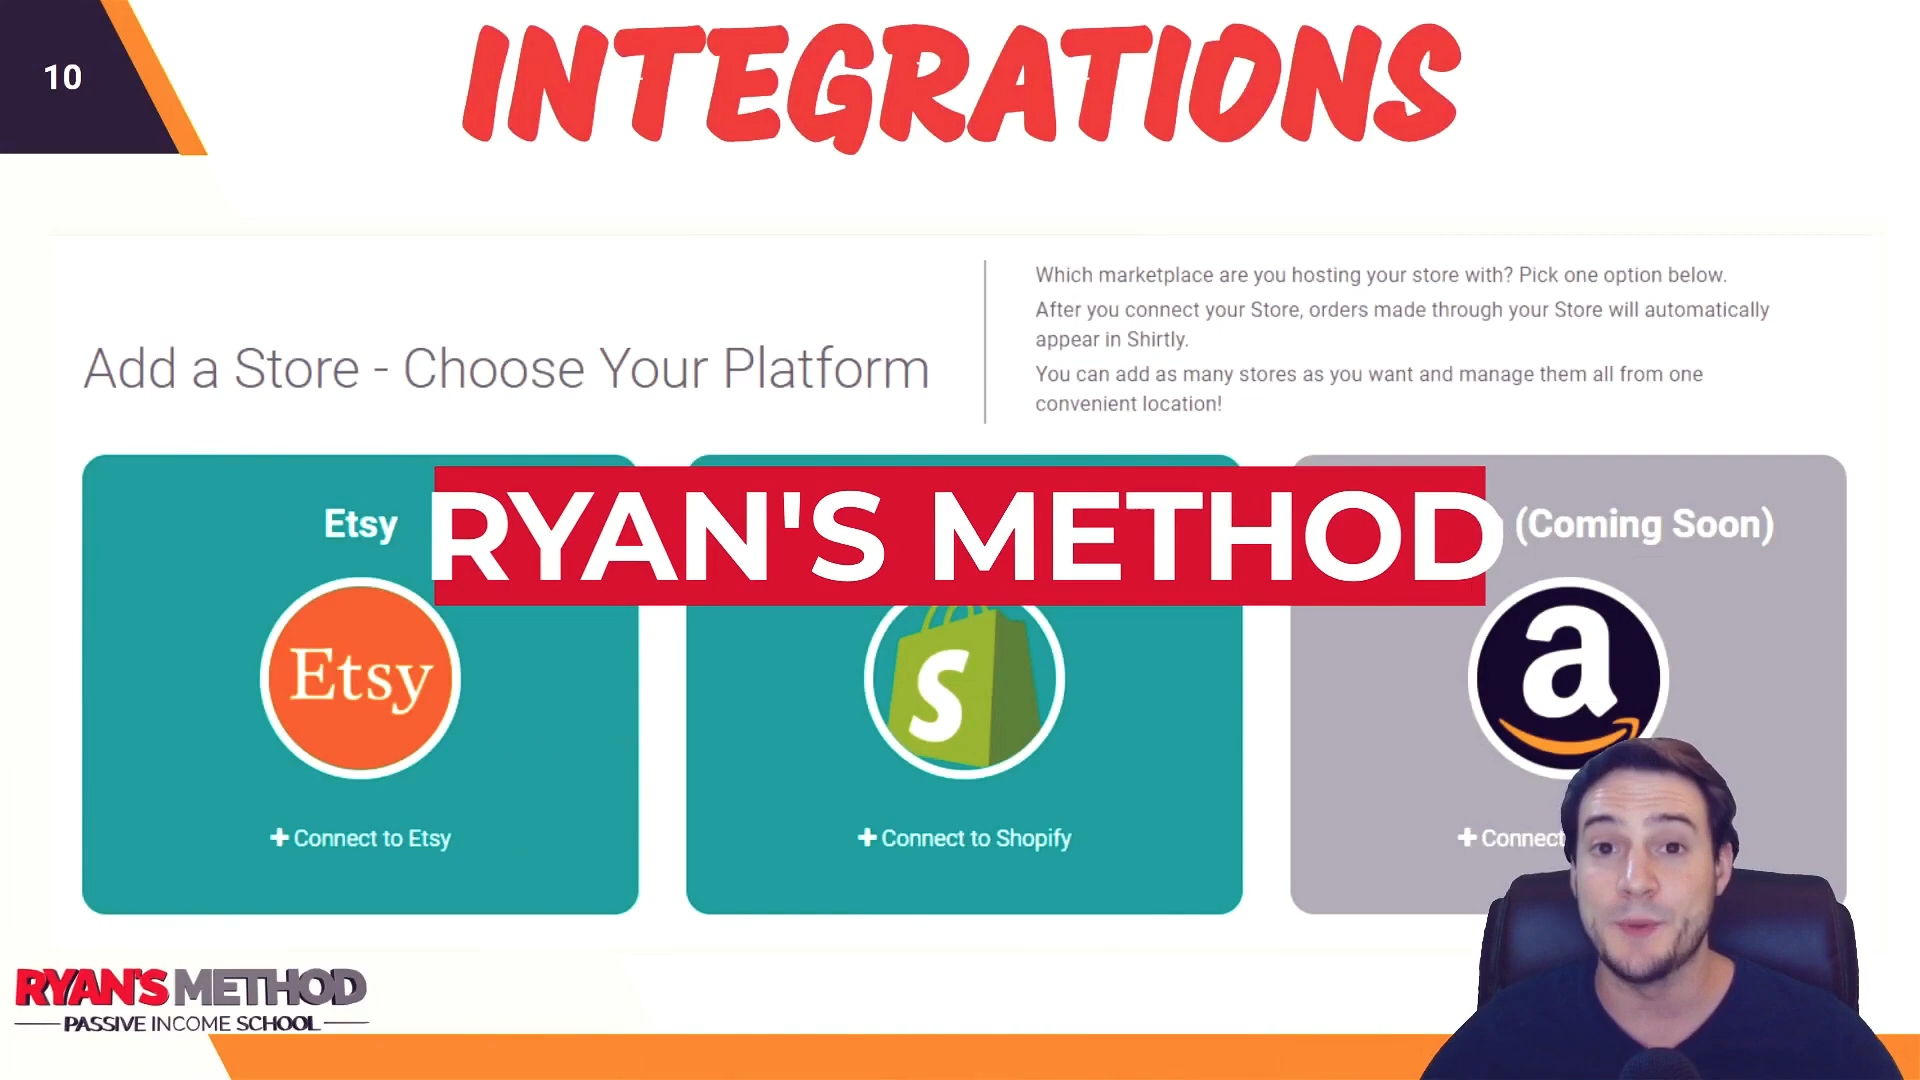 10
INTEGRATIONS
Which marketplace are you hosting your store with? Pick one option below.
After you connect your Store, orders made through your Store will automatically
appear in Shirtly.
You can add as many stores as you want and manage them all from one
convenient location!
Add a Store - Choose Your Platform
Etsy
RYAN'S METHOD
(Coming Soon)
Etsy
S
a
+ Connect to Etsy
+ Connect to Shopify
+ Connect
RYAN'S METHOD
PASSIVE INCOME SCHOOL